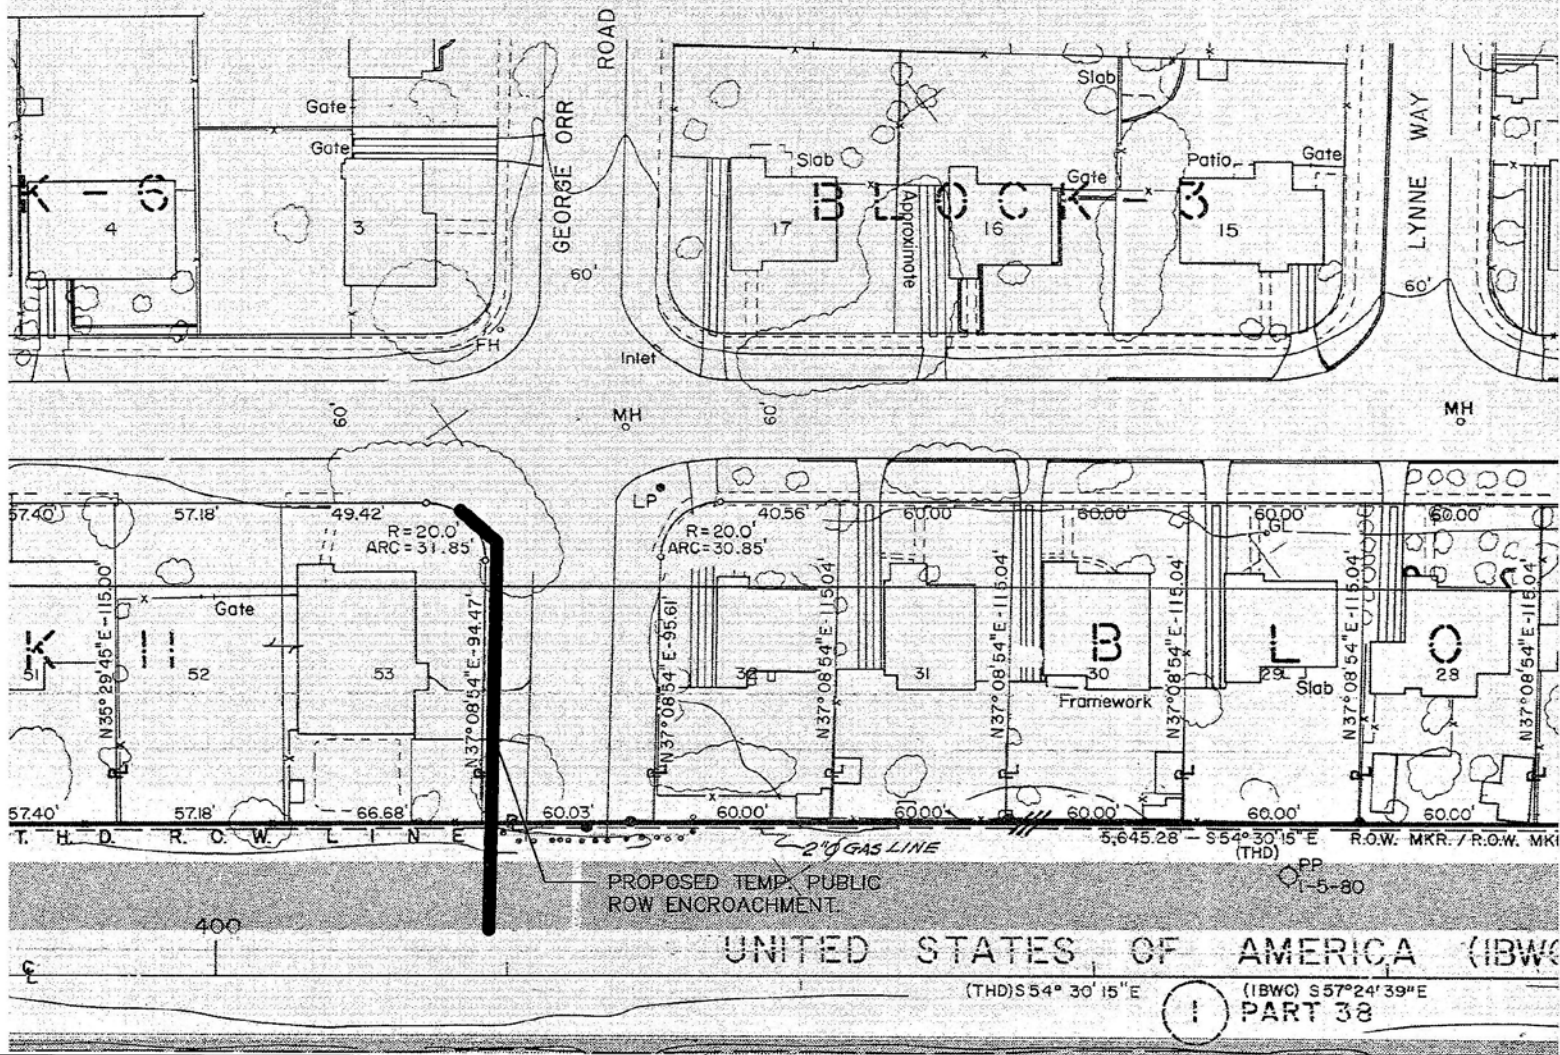 GEORGE ORR
ROAD
LYNNE WAY
Gate
Gate
Slab
Slab
Patio
Gate
Gate
K - 6
BLOCK - 3
4
3
17
16
15
Approximate
60'
60'
FH
Inlet
60'
60'
MH
MH
LP
57.40'
57.18'
49.42'
R=20.0'
ARC=31.85'
R=20.0'
ARC=30.85'
40.56'
60.00'
60.00'
60.00'
60.00'
GL
N35°29'45"E-115.00'
Gate
N37°08'54"E-94.47'
N37°08'54"E-95.61'
N37°08'54"E-115.04'
N37°08'54"E-115.04'
N37°08'54"E-115.04'
N37°08'54"E-115.04'
N37°08'54"E-115.04'
K 11
B L O
51
52
53
32
31
30
29
28
Slab
Framework
57.40'
57.18'
66.68'
60.03'
60.00'
60.00'
60.00'
60.00'
60.00'
T. H. D. R. O. W. LINE
2"Ø GAS LINE
5,645.28 - S54°30'15"E
(THD)
R.O.W. MKR. / R.O.W. MK
PP
1-5-80
PROPOSED TEMP. PUBLIC
ROW ENCROACHMENT.
400
UNITED STATES OF AMERICA (IBWC
℄
(THD) S54° 30' 15"E
(IBWC) S57°24'39"E
1
PART 38